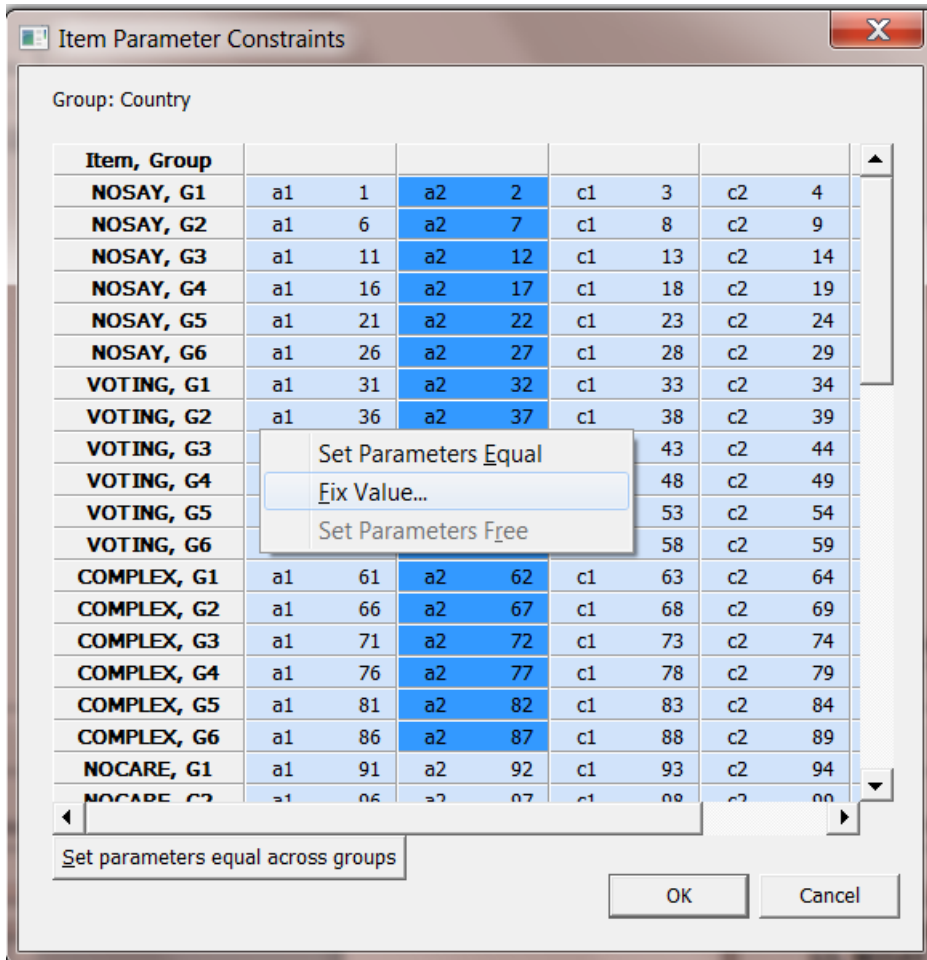 Item Parameter Constraints
X
Group: Country
Item, Group
NOSAY, G1 a1 1 a2 2 c1 3 c2 4
NOSAY, G2 a1 6 a2 7 c1 8 c2 9
NOSAY, G3 a1 11 a2 12 c1 13 c2 14
NOSAY, G4 a1 16 a2 17 c1 18 c2 19
NOSAY, G5 a1 21 a2 22 c1 23 c2 24
NOSAY, G6 a1 26 a2 27 c1 28 c2 29
VOTING, G1 a1 31 a2 32 c1 33 c2 34
VOTING, G2 a1 36 a2 37 c1 38 c2 39
VOTING, G3 Set Parameters Equal 43 c2 44
VOTING, G4 Fix Value... 48 c2 49
VOTING, G5 Set Parameters Free 53 c2 54
VOTING, G6 58 c2 59
COMPLEX, G1 a1 61 a2 62 c1 63 c2 64
COMPLEX, G2 a1 66 a2 67 c1 68 c2 69
COMPLEX, G3 a1 71 a2 72 c1 73 c2 74
COMPLEX, G4 a1 76 a2 77 c1 78 c2 79
COMPLEX, G5 a1 81 a2 82 c1 83 c2 84
COMPLEX, G6 a1 86 a2 87 c1 88 c2 89
NOCARE, G1 a1 91 a2 92 c1 93 c2 94
NOCARE, G2 a1 96 a2 97 c1 98 c2 99
Set parameters equal across groups
OK Cancel